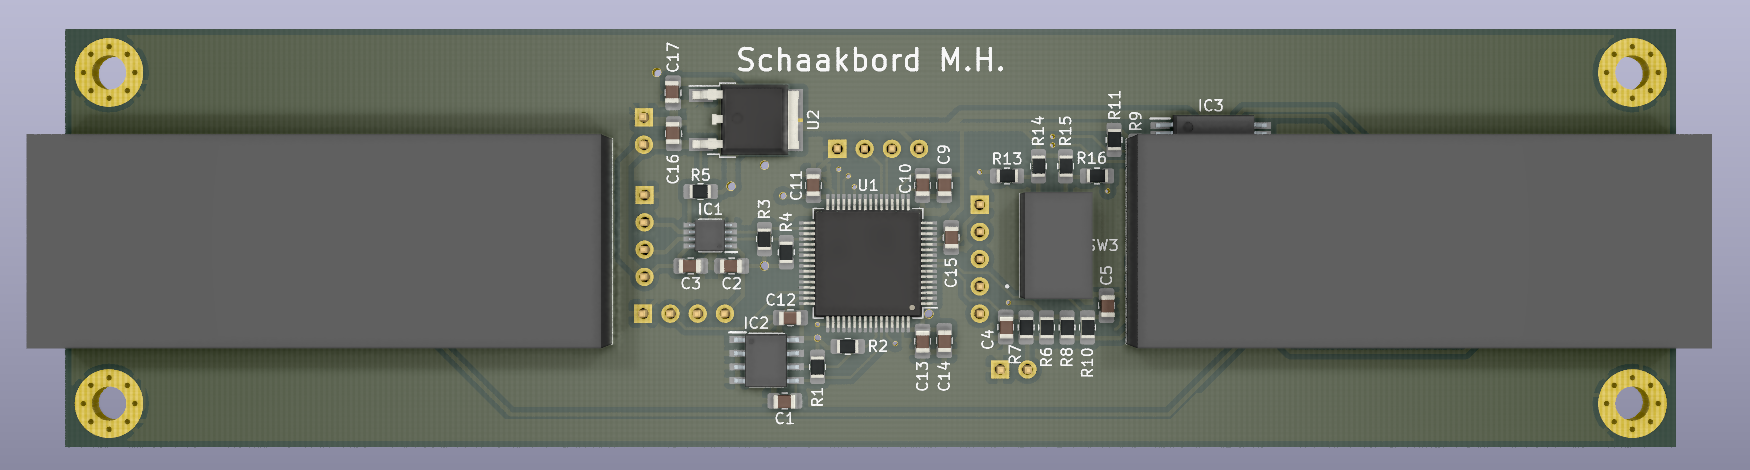 Schaakbord M.H.
C17
U2
C16
R11
IC3
R14
R15
R9
R13
R16
C9
C10
C11
U1
R5
IC1
R3
R4
SW3
C15
C5
C3
C2
C12
IC2
R2
C4
R7
R6
R8
R10
C13
C14
R1
C1